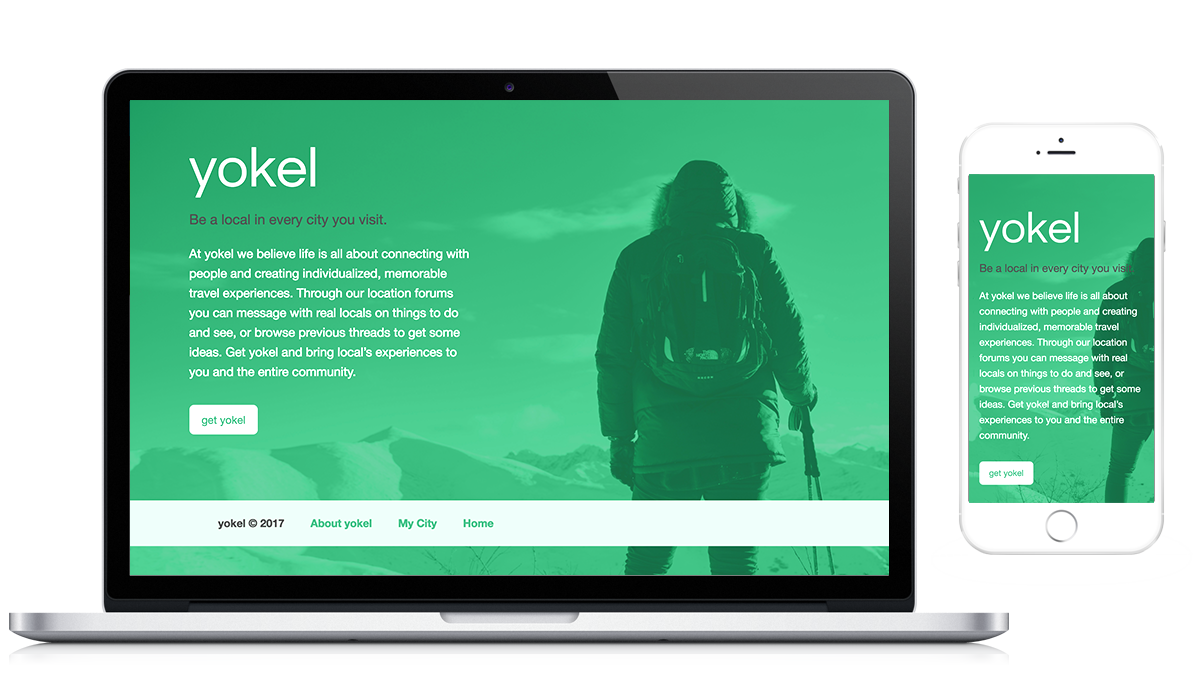 yokel
Be a local in every city you visit.
At yokel we believe life is all about connecting with
people and creating individualized, memorable
travel experiences. Through our location forums
you can message with real locals on things to do
and see, or browse previous threads to get some
ideas. Get yokel and bring local's experiences to
you and the entire community.
get yokel
yokel © 2017 About yokel My City Home
yokel
Be a local in every city you visit.
At yokel we believe life is all about
connecting with people and creating
individualized, memorable travel
experiences. Through our location
forums you can message with real
locals on things to do and see, or
browse previous threads to get some
ideas. Get yokel and bring local's
experiences to you and the entire
community.
get yokel